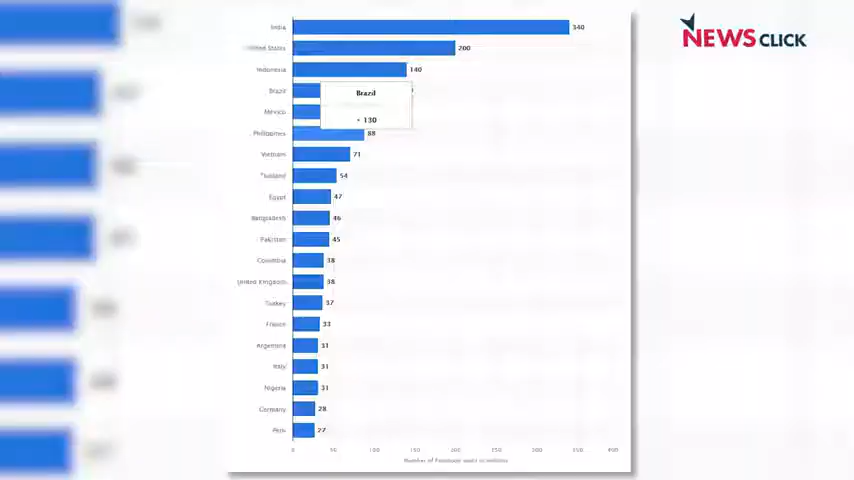 NEWSCLICK
India 340
United States 200
Indonesia 140
Brazil
Brazil
Mexico
• 130
Philippines 88
Vietnam 71
Thailand 54
Egypt 47
Bangladesh 46
Pakistan 45
Colombia 38
United Kingdom 38
Turkey 37
France 33
Argentina 31
Italy 31
Nigeria 31
Germany 28
Peru 27
0 50 100 150 200 250 300 350 400
Number of Facebook users in millions